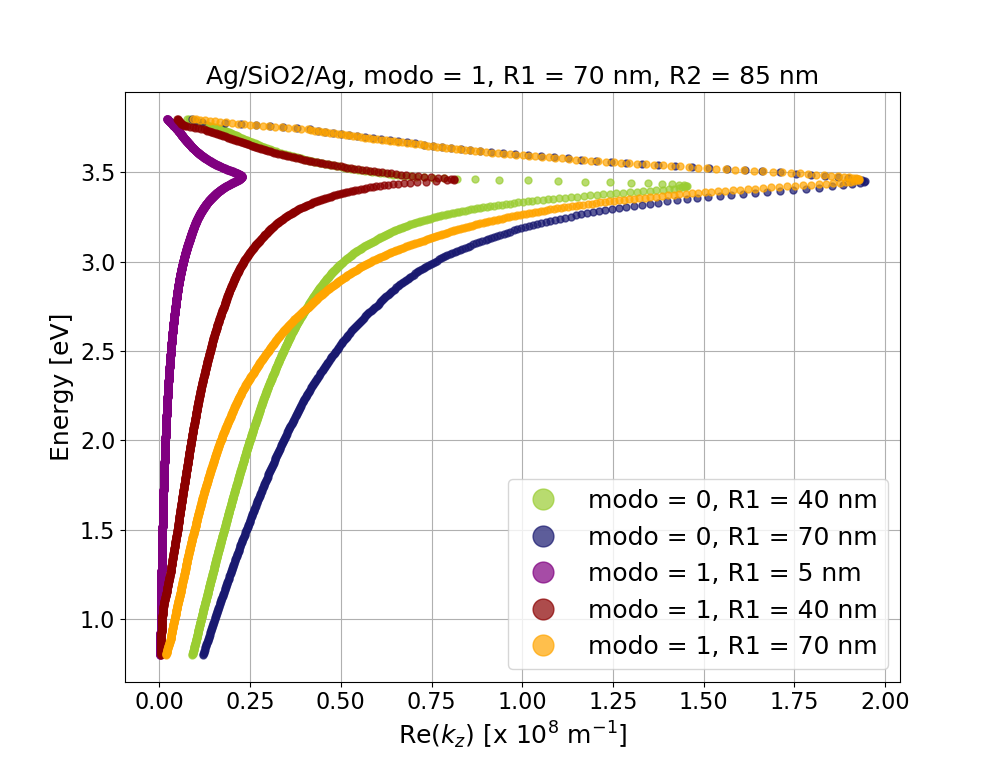 Ag/SiO2/Ag, modo = 1, R1 = 70 nm, R2 = 85 nm
Energy [eV]
3.5
3.0
2.5
2.0
1.5
1.0
modo = 0, R1 = 40 nm
modo = 0, R1 = 70 nm
modo = 1, R1 = 5 nm
modo = 1, R1 = 40 nm
modo = 1, R1 = 70 nm
0.00 0.25 0.50 0.75 1.00 1.25 1.50 1.75 2.00
Re(k_z) [x 10^8 m^−1]